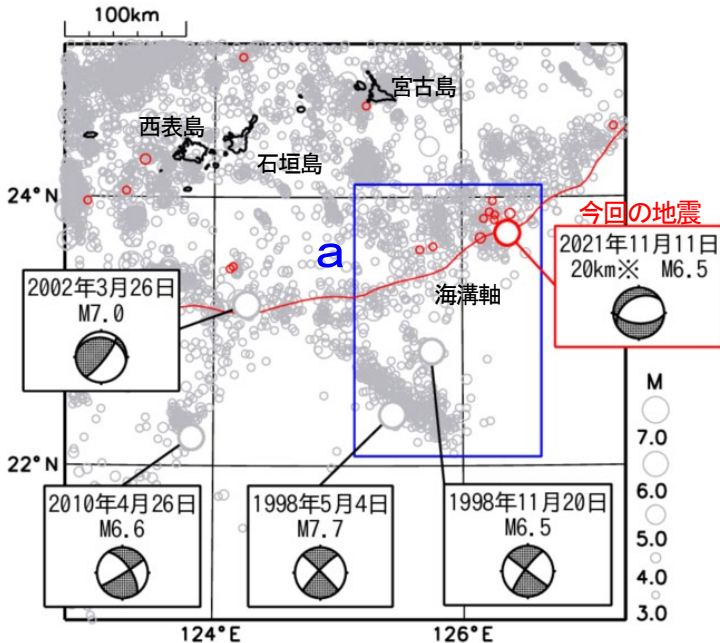 100km
宮古島
西表島
石垣島
24°N
a
今回の地震
2021年11月11日
20km※ M6.5
海溝軸
2002年3月26日
M7.0
22°N
2010年4月26日
M6.6
1998年5月4日
M7.7
1998年11月20日
M6.5
M
7.0
6.0
5.0
4.0
3.0
124°E
126°E